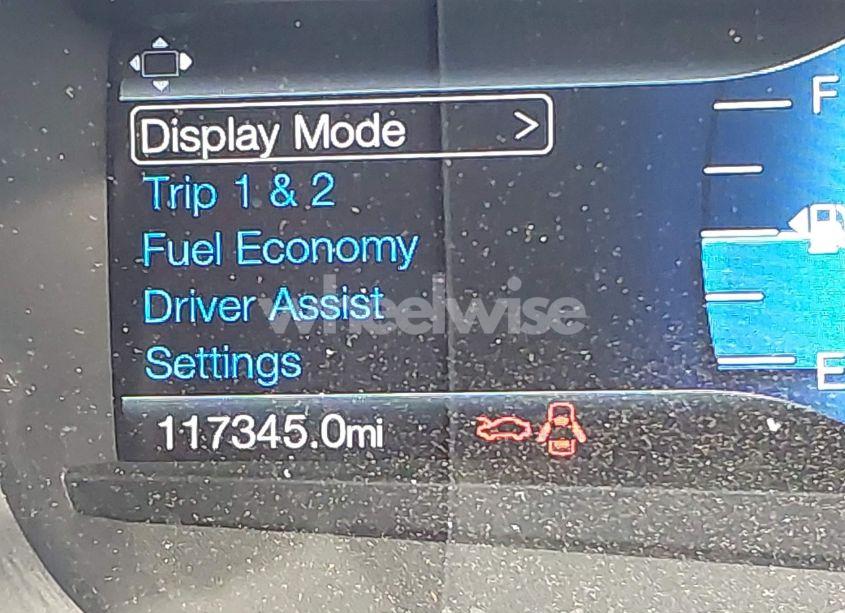 Display Mode >
F
Trip 1 & 2
Fuel Economy
Driver Assist
wheelwise
Settings
E
117345.0mi